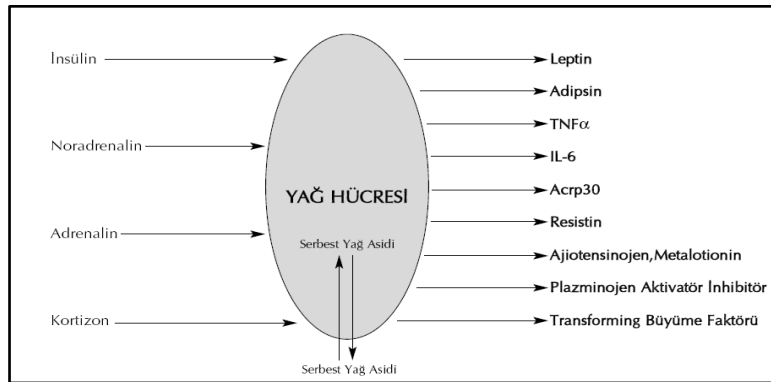 İnsülin
Noradrenalin
Adrenalin
Kortizon
YAĞ HÜCRESİ
Serbest Yağ Asidi
Serbest Yağ Asidi
Leptin
Adipsin
TNFα
IL-6
Acrp30
Resistin
Ajiotensinojen,Metalotionin
Plazminojen Aktivatör İnhibitör
Transforming Büyüme Faktörü